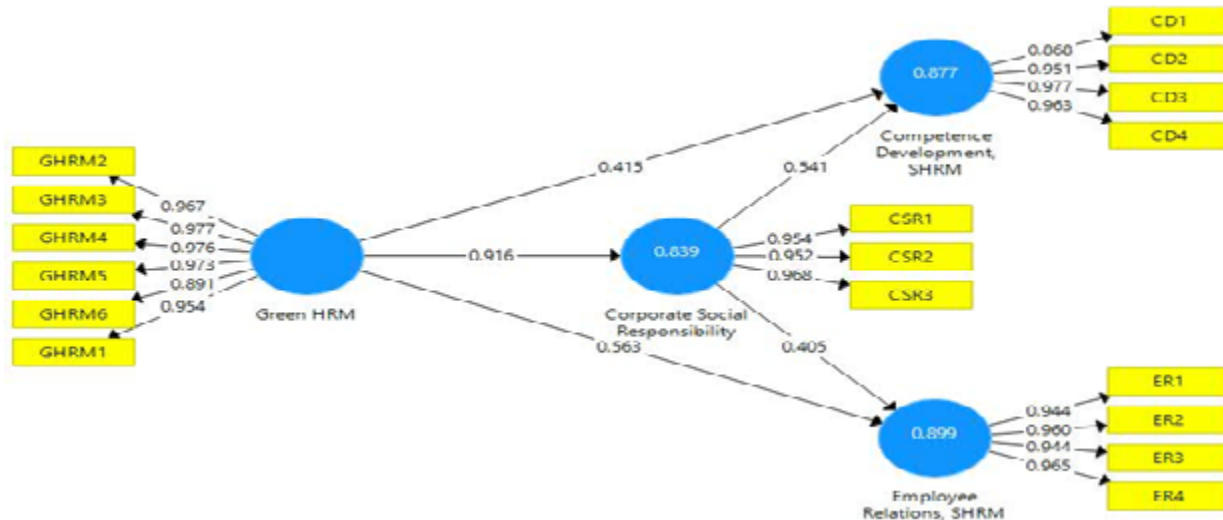 GHRM2
GHRM3
GHRM4
GHRM5
GHRM6
GHRM1
0.967
0.977
0.976
0.973
0.891
0.954
Green HRM
0.415
0.916
0.563
0.839
Corporate Social
Responsibility
0.541
0.405
0.877
Competence
Development,
SHRM
0.954
0.952
0.968
CSR1
CSR2
CSR3
0.951
0.977
0.963
CD1
CD2
CD3
CD4
0.899
Employee
Relations, SHRM
0.944
0.960
0.944
0.965
ER1
ER2
ER3
ER4